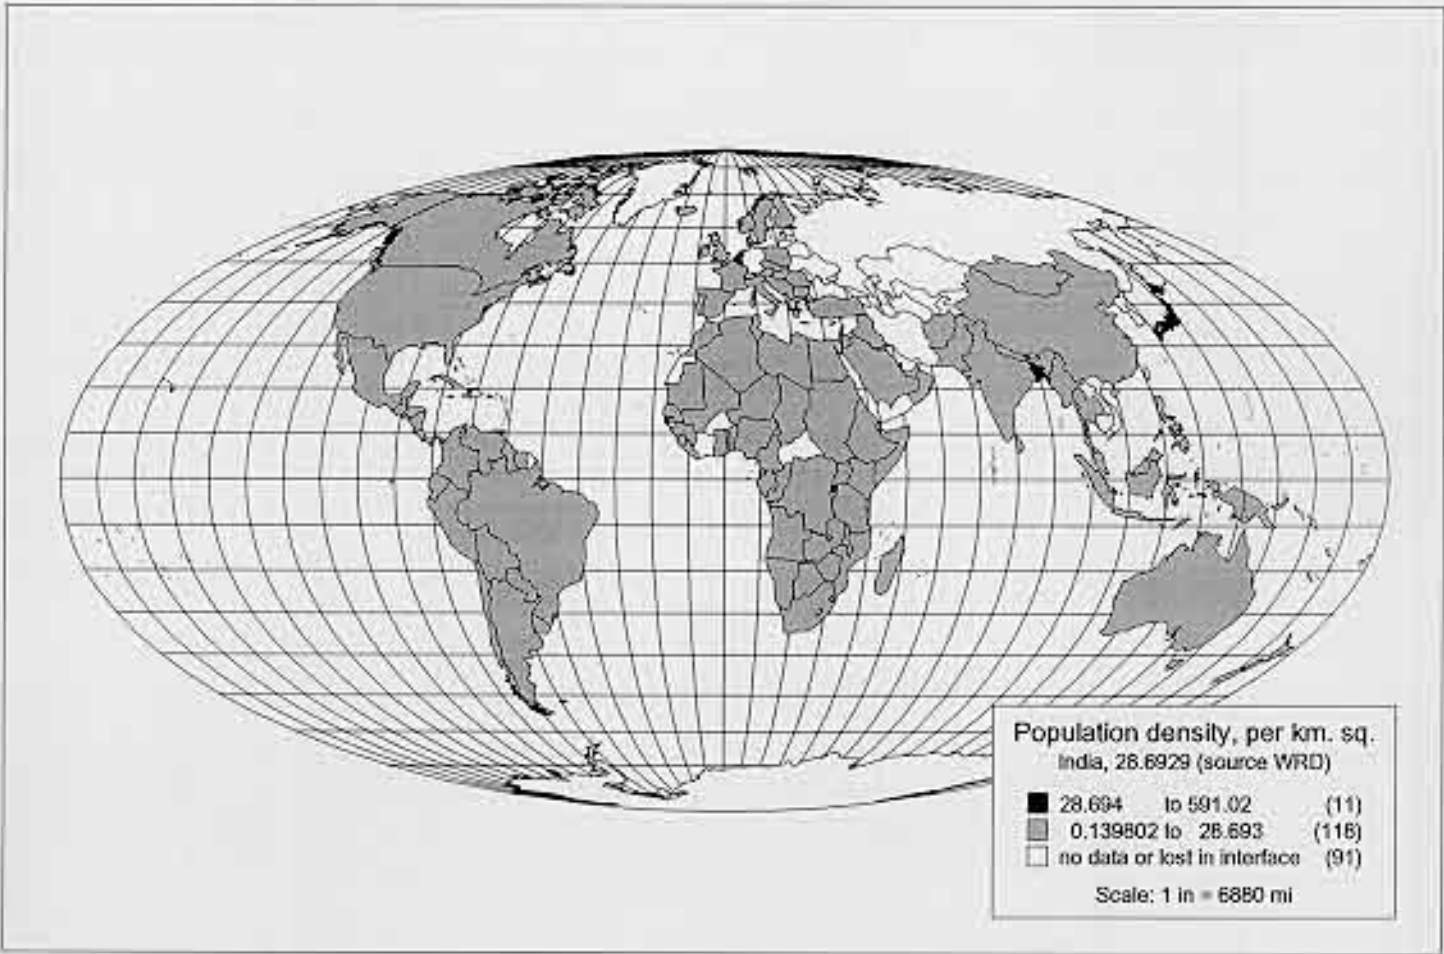 Population density, per km. sq.
India, 28.6929 (source WRD)
28.694 to 591.02 (11)
0.139802 to 28.693 (118)
no data or lost in interface (91)
Scale: 1 in = 6880 mi